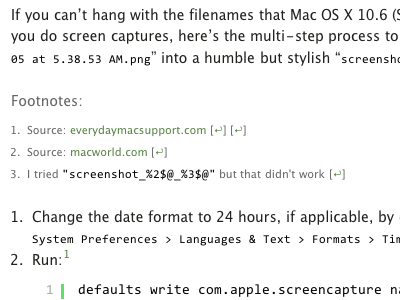 If you can't hang with the filenames that Mac OS X 10.6 (S
you do screen captures, here's the multi-step process to
05 at 5.38.53 AM.png" into a humble but stylish "screensho
Footnotes:
1. Source: everydaymacsupport.com [↩] [↩]
2. Source: macworld.com [↩]
3. I tried "screenshot_%2$@_%3$@" but that didn't work [↩]
1. Change the date format to 24 hours, if applicable, by
System Preferences > Languages & Text > Formats > Tim
2. Run:1
1 defaults write com.apple.screencapture na